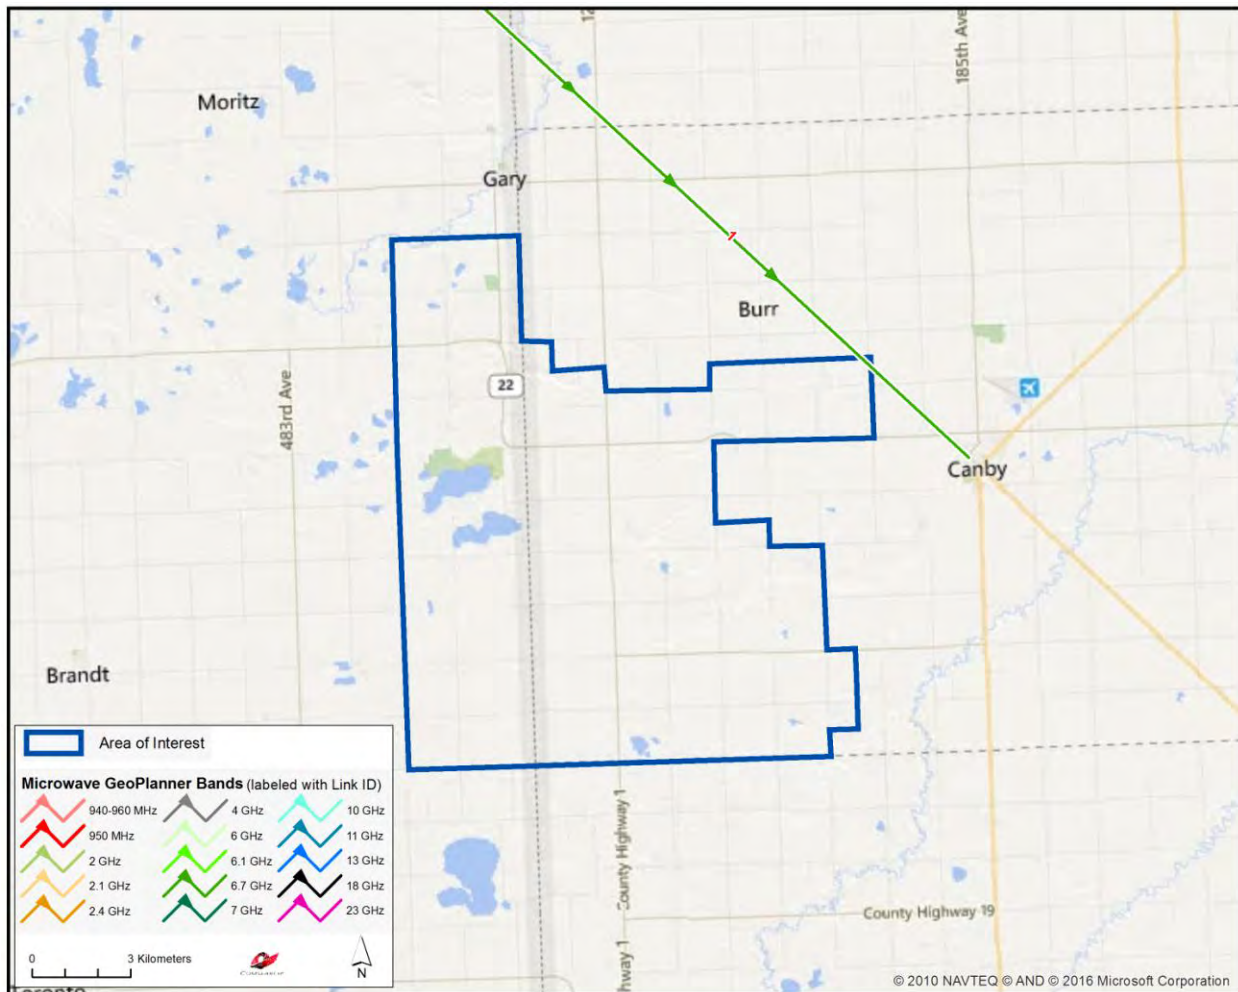 12
185th Ave
Moritz
Gary
1
Burr
22
483rd Ave
Canby
Brandt
Area of Interest
Microwave GeoPlanner Bands (labeled with Link ID)
940-960 MHz
4 GHz
10 GHz
950 MHz
6 GHz
11 GHz
2 GHz
6.1 GHz
13 GHz
2.1 GHz
6.7 GHz
18 GHz
2.4 GHz
7 GHz
23 GHz
County Highway 1
County Highway 19
0
3 Kilometers
N
hway 1
© 2010 NAVTEQ © AND © 2016 Microsoft Corporation